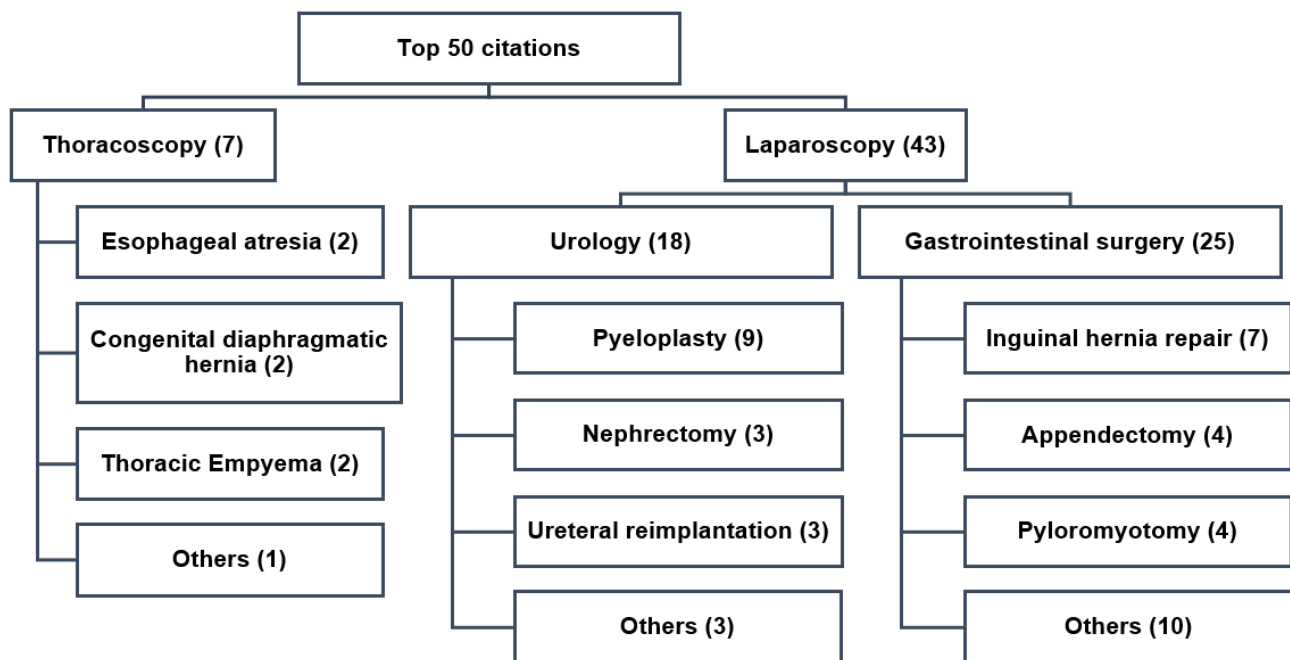 Top 50 citations
Thoracoscopy (7)
Laparoscopy (43)
Esophageal atresia (2)
Congenital diaphragmatic
hernia (2)
Thoracic Empyema (2)
Others (1)
Urology (18)
Pyeloplasty (9)
Nephrectomy (3)
Ureteral reimplantation (3)
Others (3)
Gastrointestinal surgery (25)
Inguinal hernia repair (7)
Appendectomy (4)
Pyloromyotomy (4)
Others (10)